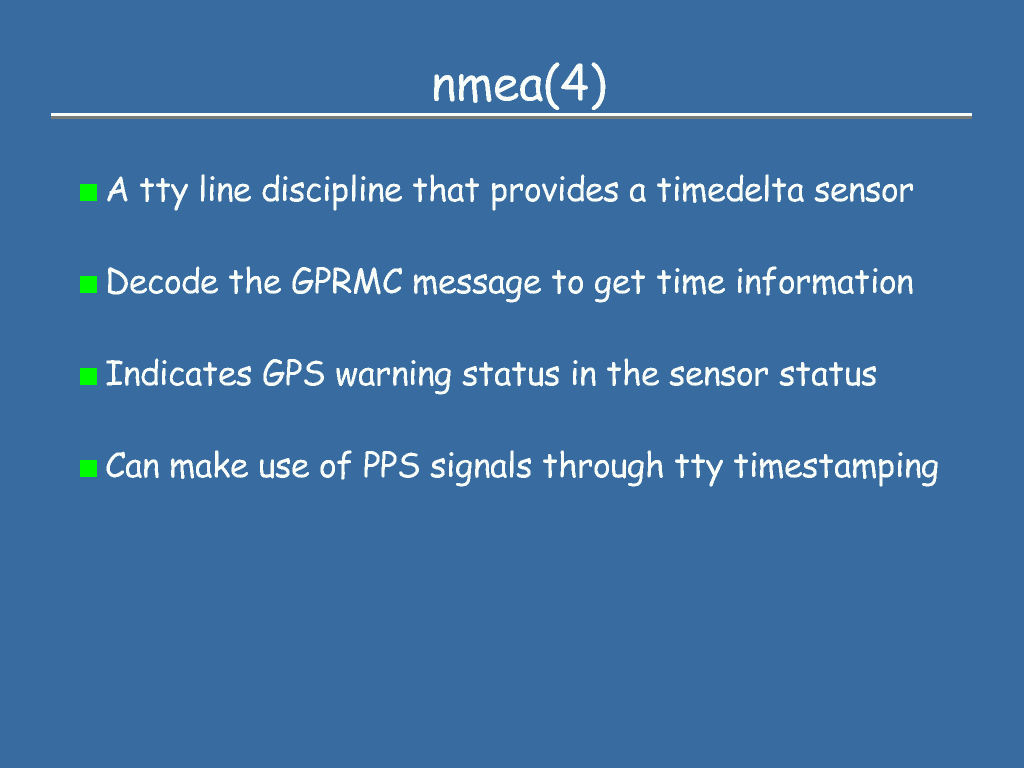 nmea(4)
A tty line discipline that provides a timedelta sensor
Decode the GPRMC message to get time information
Indicates GPS warning status in the sensor status
Can make use of PPS signals through tty timestamping